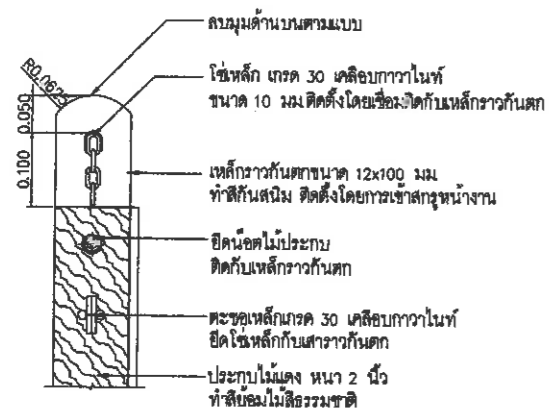 ลบมุมด้านบนตามแบบ
R0.0625
โซ่เหล็ก เกรด 30 เคลือบกาวาไนท์
ขนาด 10 มม.ติดตั้งโดยเชื่อมติดกับเหล็กราวกันตก
0.050
0.100
เหล็กราวกันตกขนาด 12x100 มม
ทำสีกันสนิม ติดตั้งโดยการเข้าสกรูหน้างาน
ยึดน็อตไม้ประกบ
ติดกับเหล็กราวกันตก
ตะขอเหล็กเกรด 30 เคลือบกาวาไนท์
ยึดโซ่เหล็กกับเสาราวกันตก
ประกบไม้แดง หนา 2 นิ้ว
ทำสีย้อมไม้สีธรรมชาติ